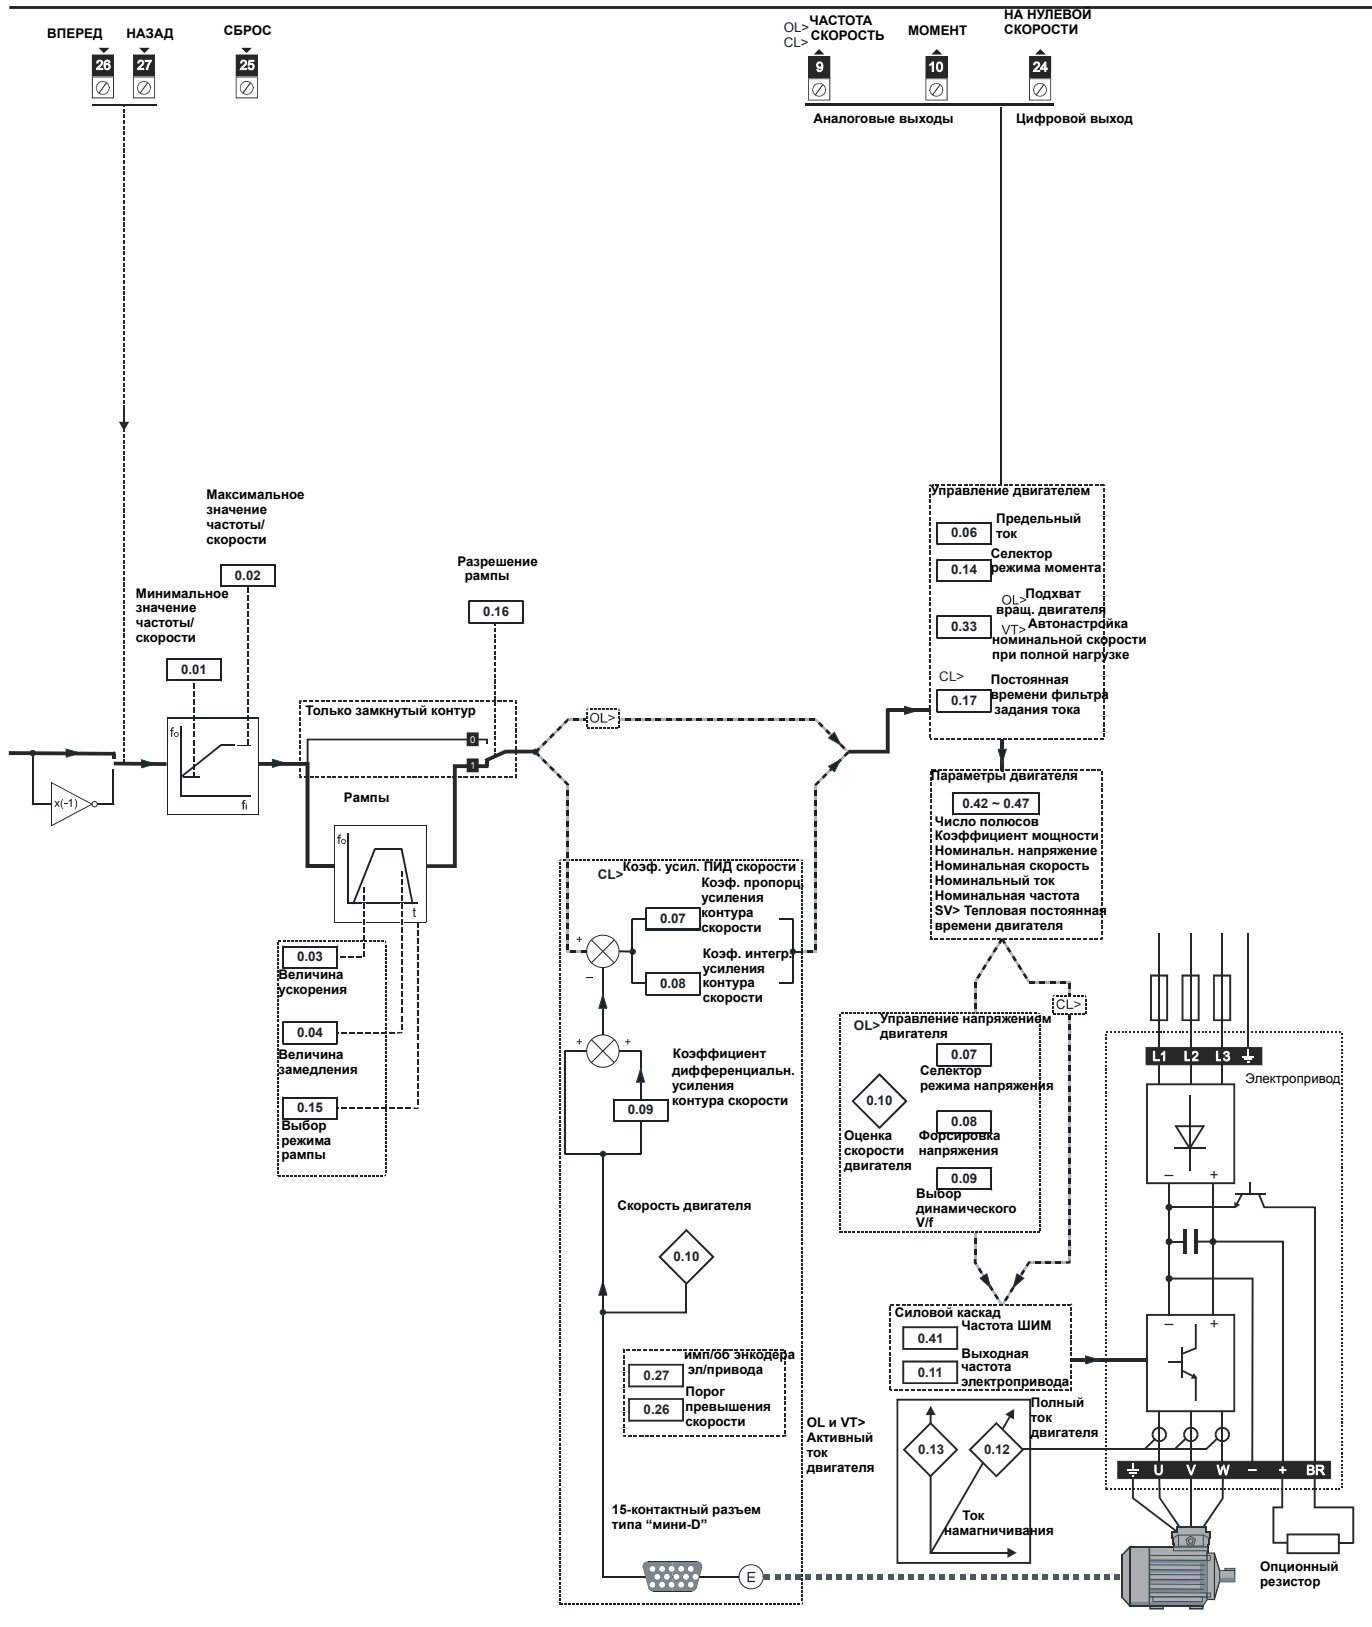 ВПЕРЕД
НАЗАД
СБРОС
26
27
25
OL> ЧАСТОТА
CL> СКОРОСТЬ
МОМЕНТ
НА НУЛЕВОЙ
СКОРОСТИ
9
10
24
Аналоговые выходы
Цифровой выход
Максимальное
значение
частоты/
скорости
0.02
Минимальное
значение
частоты/
скорости
0.01
Разрешение
рампы
0.16
Только замкнутый контур
0
1
fo
fi
x(-1)
Рампы
fo
t
0.03
Величина
ускорения
0.04
Величина
замедления
0.15
Выбор
режима
рампы
OL>
CL> Коэф. усил. ПИД скорости
Коэф. пропорц.
усиления
контура
скорости
0.07
Коэф. интегр.
усиления
контура
скорости
0.08
+
–
+
+
Коэффициент
дифференциальн.
усиления
контура скорости
0.09
Скорость двигателя
0.10
имп/об энкодера
эл/привода
0.27
Порог
превышения
скорости
0.26
15-контактный разъем
типа “мини-D”
E
Управление двигателем
0.06
Предельный
ток
0.14
Селектор
режима момента
0.33
OL> Подхват
вращ. двигателя
VT> Автонастройка
номинальной скорости
при полной нагрузке
CL>
0.17
Постоянная
времени фильтра
задания тока
Параметры двигателя
0.42 ~ 0.47
Число полюсов
Коэффициент мощности
Номинальн. напряжение
Номинальная скорость
Номинальный ток
Номинальная частота
SV> Тепловая постоянная
времени двигателя
CL>
OL> Управление напряжением
двигателя
0.07
Селектор
режима напряжения
0.10
Оценка
скорости
двигателя
0.08
Форсировка
напряжения
0.09
Выбор
динамического
V/f
Силовой каскад
0.41
Частота ШИМ
0.11
Выходная
частота
электропривода
OL и VT>
Активный
ток
двигателя
0.13
0.12
Полный
ток
двигателя
Ток
намагничивания
L1 L2 L3
Электропривод
– +
– +
U V W – + BR
Опционный
резистор